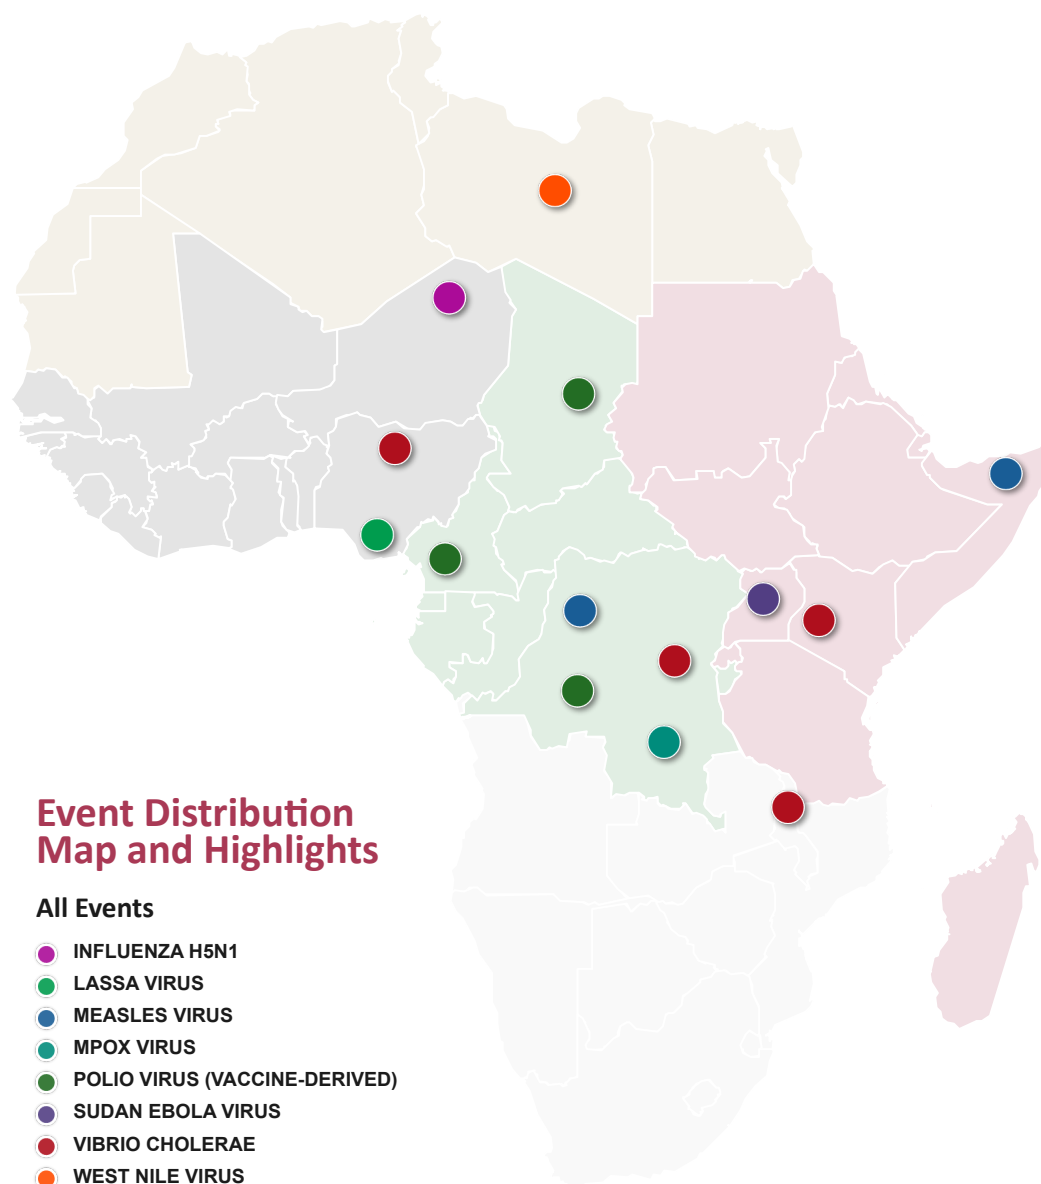 Event Distribution
Map and Highlights
All Events
INFLUENZA H5N1
LASSA VIRUS
MEASLES VIRUS
MPOX VIRUS
POLIO VIRUS (VACCINE-DERIVED)
SUDAN EBOLA VIRUS
VIBRIO CHOLERAE
WEST NILE VIRUS